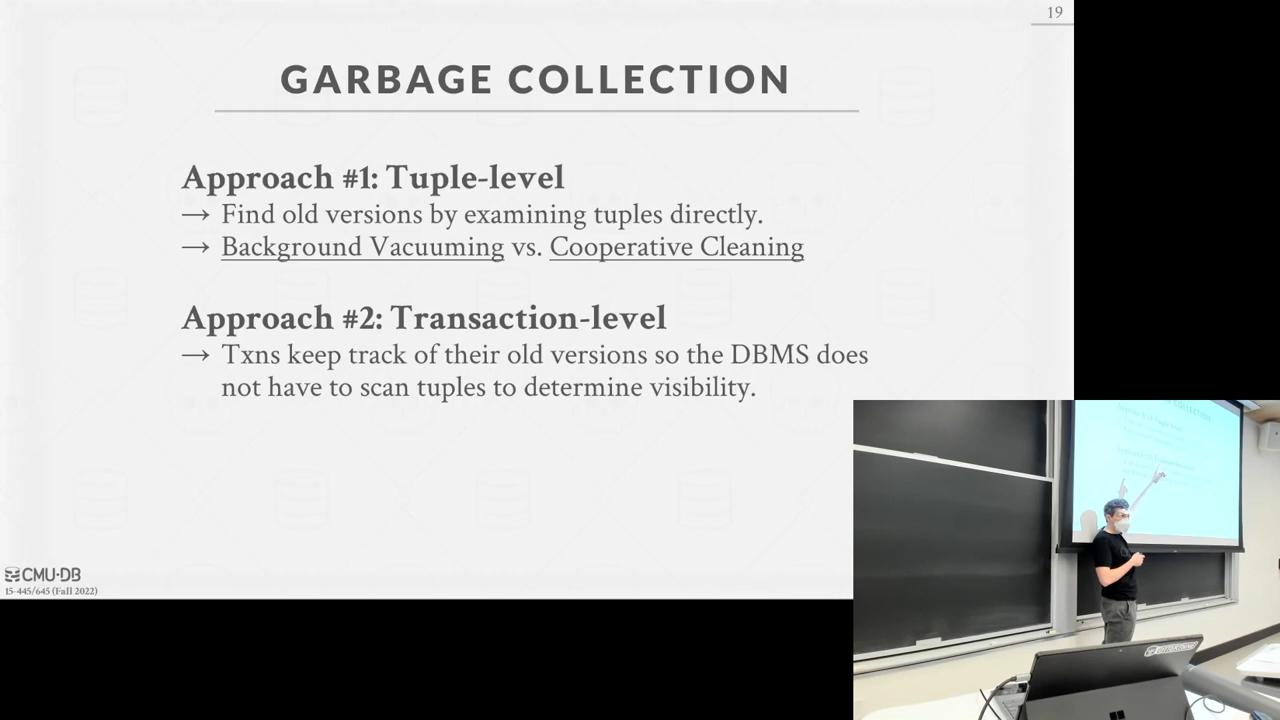 19
GARBAGE COLLECTION
Approach #1: Tuple-level
→ Find old versions by examining tuples directly.
→ Background Vacuuming vs. Cooperative Cleaning
Approach #2: Transaction-level
→ Txns keep track of their old versions so the DBMS does
not have to scan tuples to determine visibility.
CMU·DB
15-445/645 (Fall 2022)